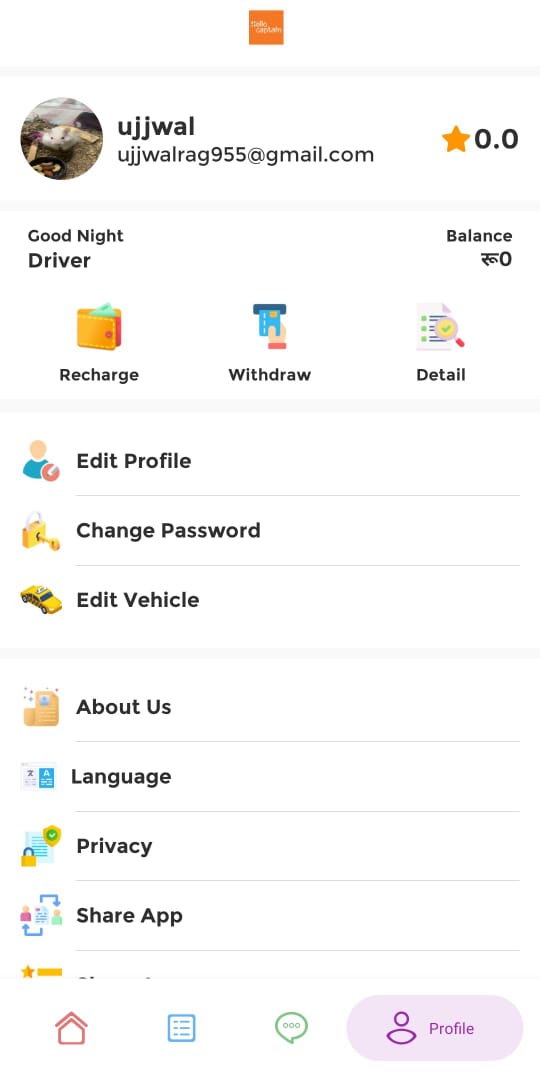 Hello
captain
ujjwal
ujjwalrag955@gmail.com
0.0
Good Night
Balance
Driver
रू0
Recharge
Withdraw
Detail
Edit Profile
Change Password
Edit Vehicle
About Us
Language
Privacy
Share App
Profile